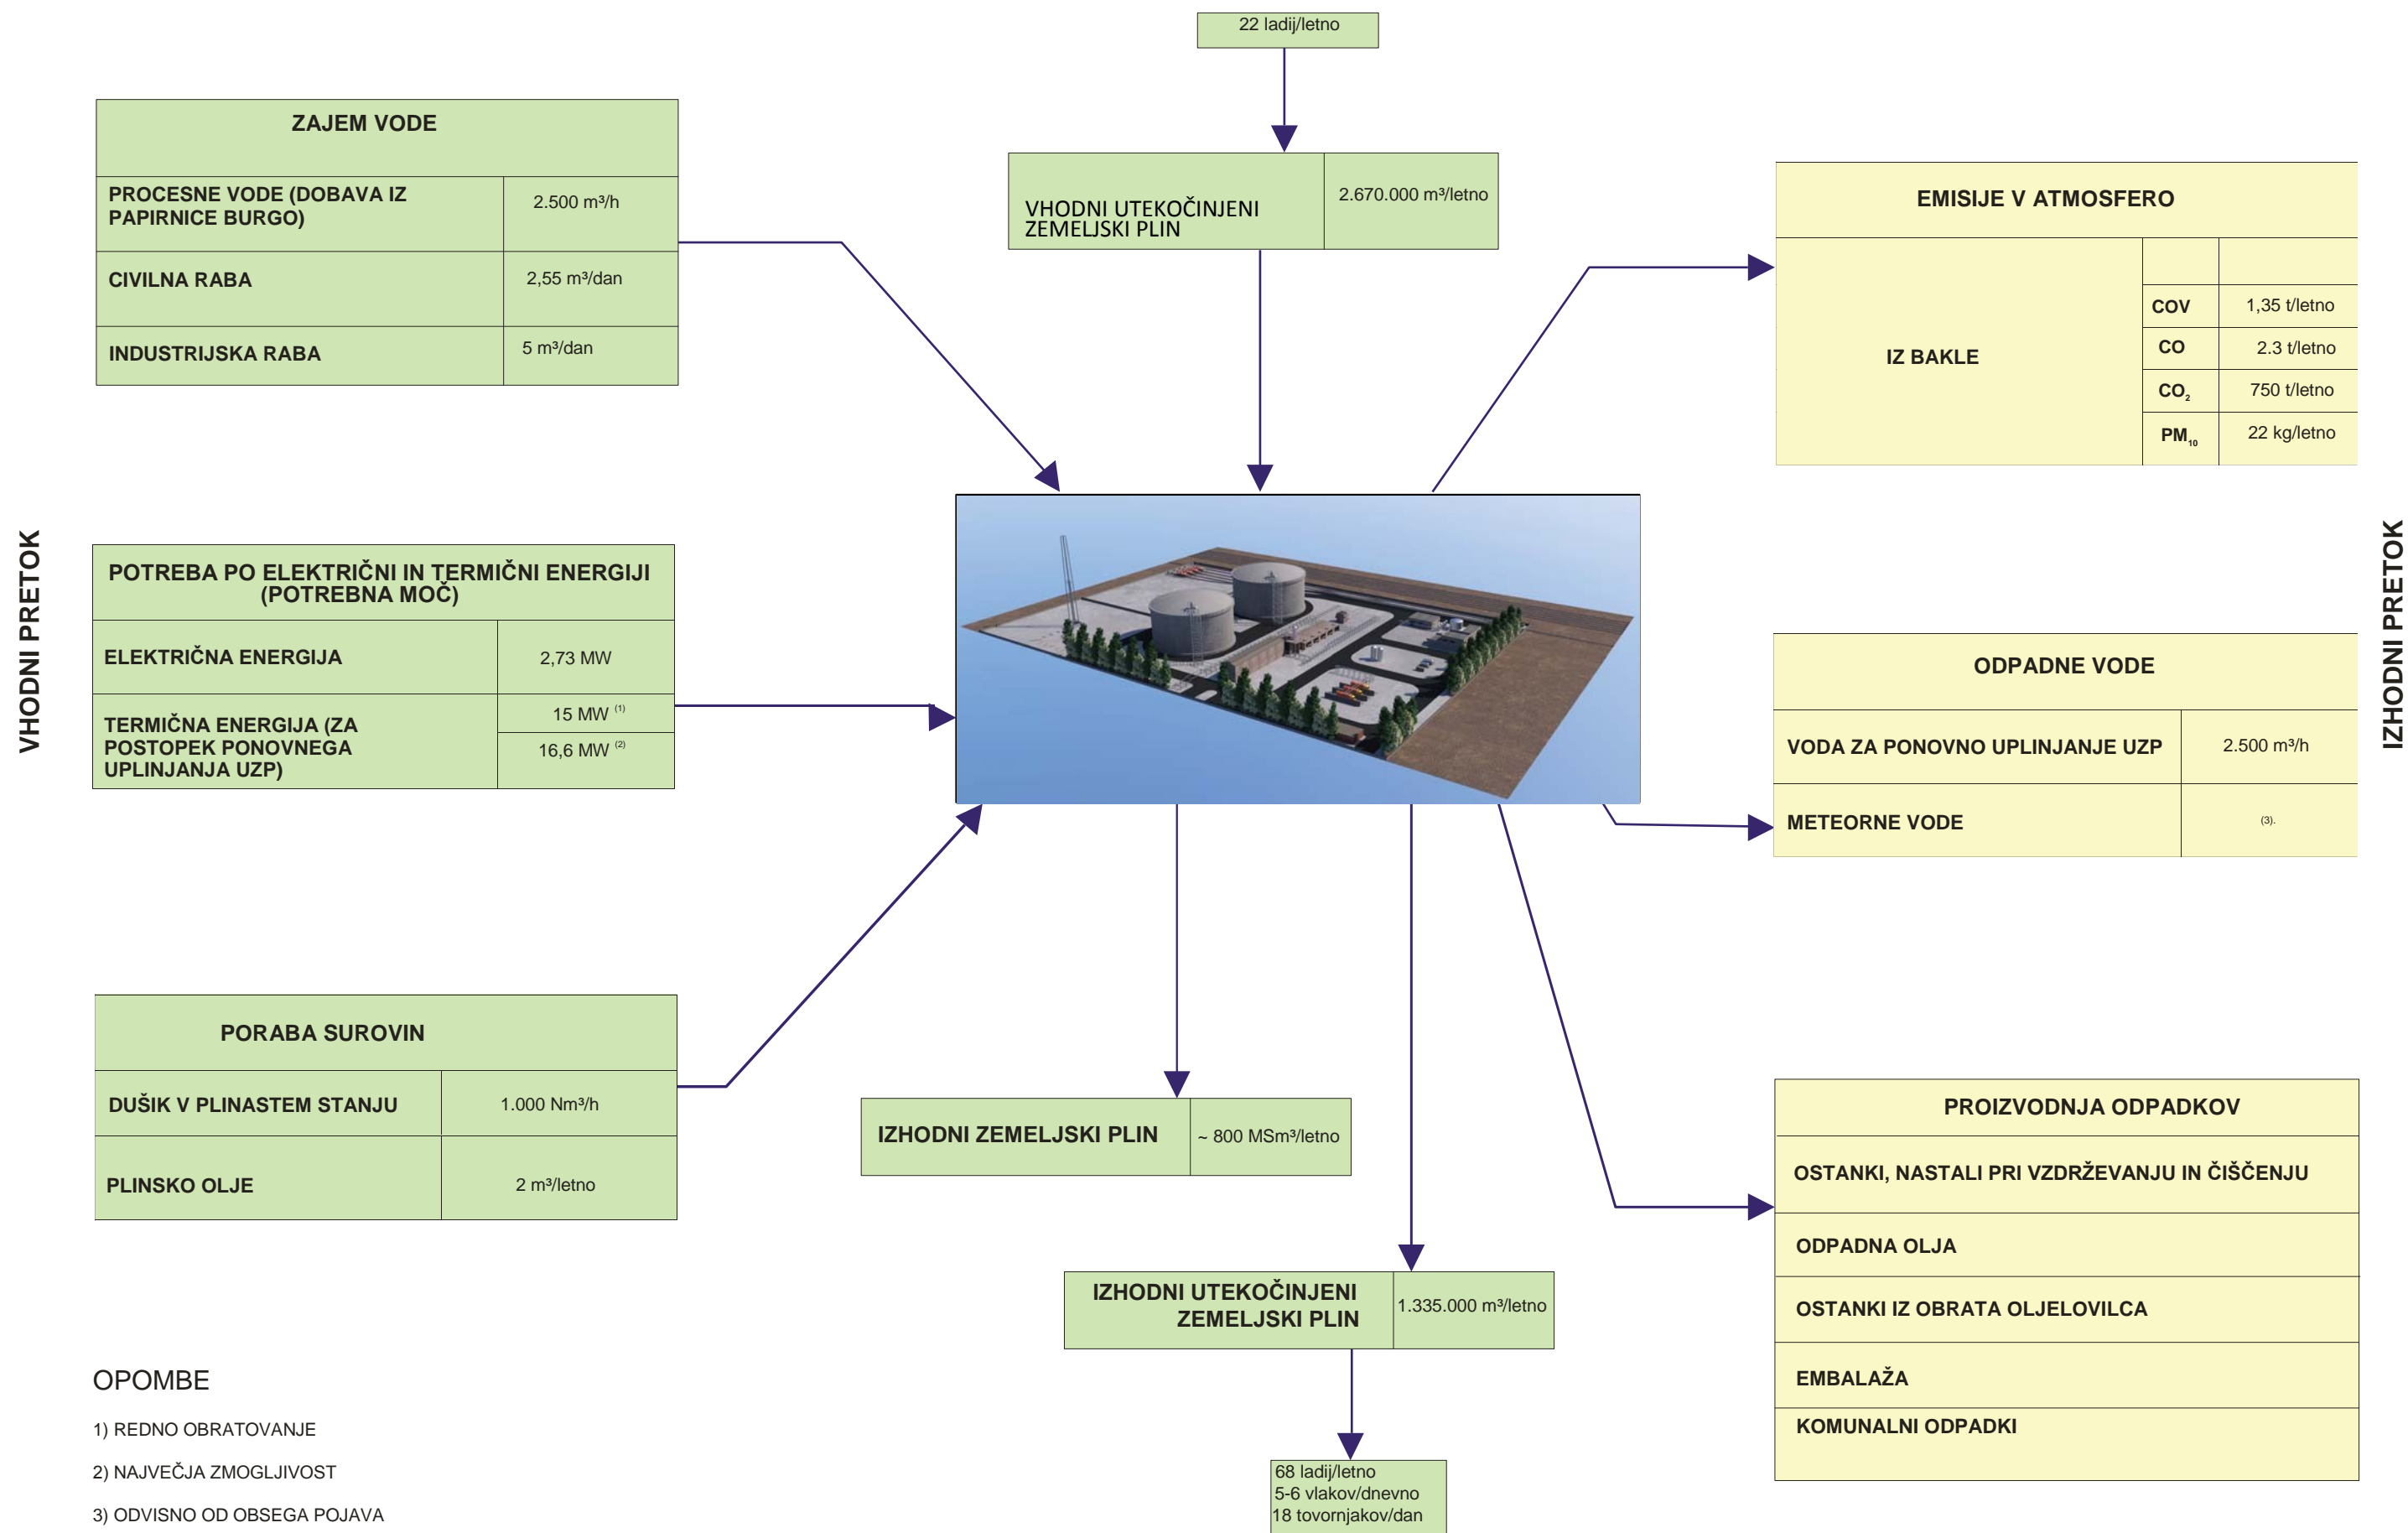 22 ladij/letno
ZAJEM VODE
PROCESNE VODE (DOBAVA IZ
PAPIRNICE BURGO)
2.500 m³/h
CIVILNA RABA
2,55 m³/dan
INDUSTRIJSKA RABA
5 m³/dan
VHODNI UTEKOČINJENI
ZEMELJSKI PLIN
2.670.000 m³/letno
EMISIJE V ATMOSFERO
IZ BAKLE
COV
1,35 t/letno
CO
2.3 t/letno
CO₂
750 t/letno
PM₁₀
22 kg/letno
VHODNI PRETOK
POTREBA PO ELEKTRIČNI IN TERMIČNI ENERGIJI
(POTREBNA MOČ)
ELEKTRIČNA ENERGIJA
2,73 MW
TERMIČNA ENERGIJA (ZA
POSTOPEK PONOVNEGA
UPLINJANJA UZP)
15 MW (1)
16,6 MW (2)
IZHODNI PRETOK
ODPADNE VODE
VODA ZA PONOVNO UPLINJANJE UZP
2.500 m³/h
METEORNE VODE
(3).
PORABA SUROVIN
DUŠIK V PLINASTEM STANJU
1.000 Nm³/h
PLINSKO OLJE
2 m³/letno
IZHODNI ZEMELJSKI PLIN
~ 800 MSm³/letno
IZHODNI UTEKOČINJENI
ZEMELJSKI PLIN
1.335.000 m³/letno
68 ladij/letno
5-6 vlakov/dnevno
18 tovornjakov/dan
PROIZVODNJA ODPADKOV
OSTANKI, NASTALI PRI VZDRŽEVANJU IN ČIŠČENJU
ODPADNA OLJA
OSTANKI IZ OBRATA OLJELOVILCA
EMBALAŽA
KOMUNALNI ODPADKI
OPOMBE
1) REDNO OBRATOVANJE
2) NAJVEČJA ZMOGLJIVOST
3) ODVISNO OD OBSEGA POJAVA